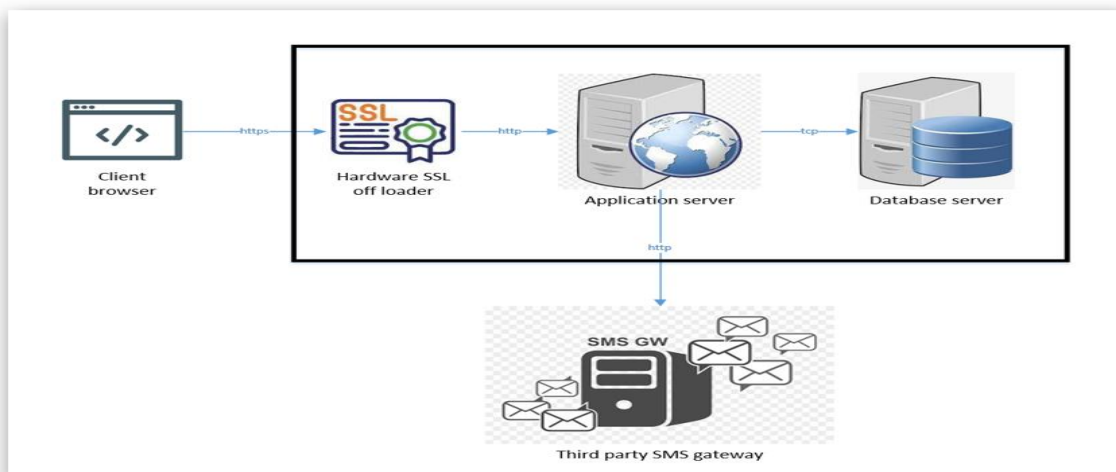 SSL
https
http
tcp
Client
browser
Hardware SSL
off loader
Application server
Database server
http
SMS GW
Third party SMS gateway